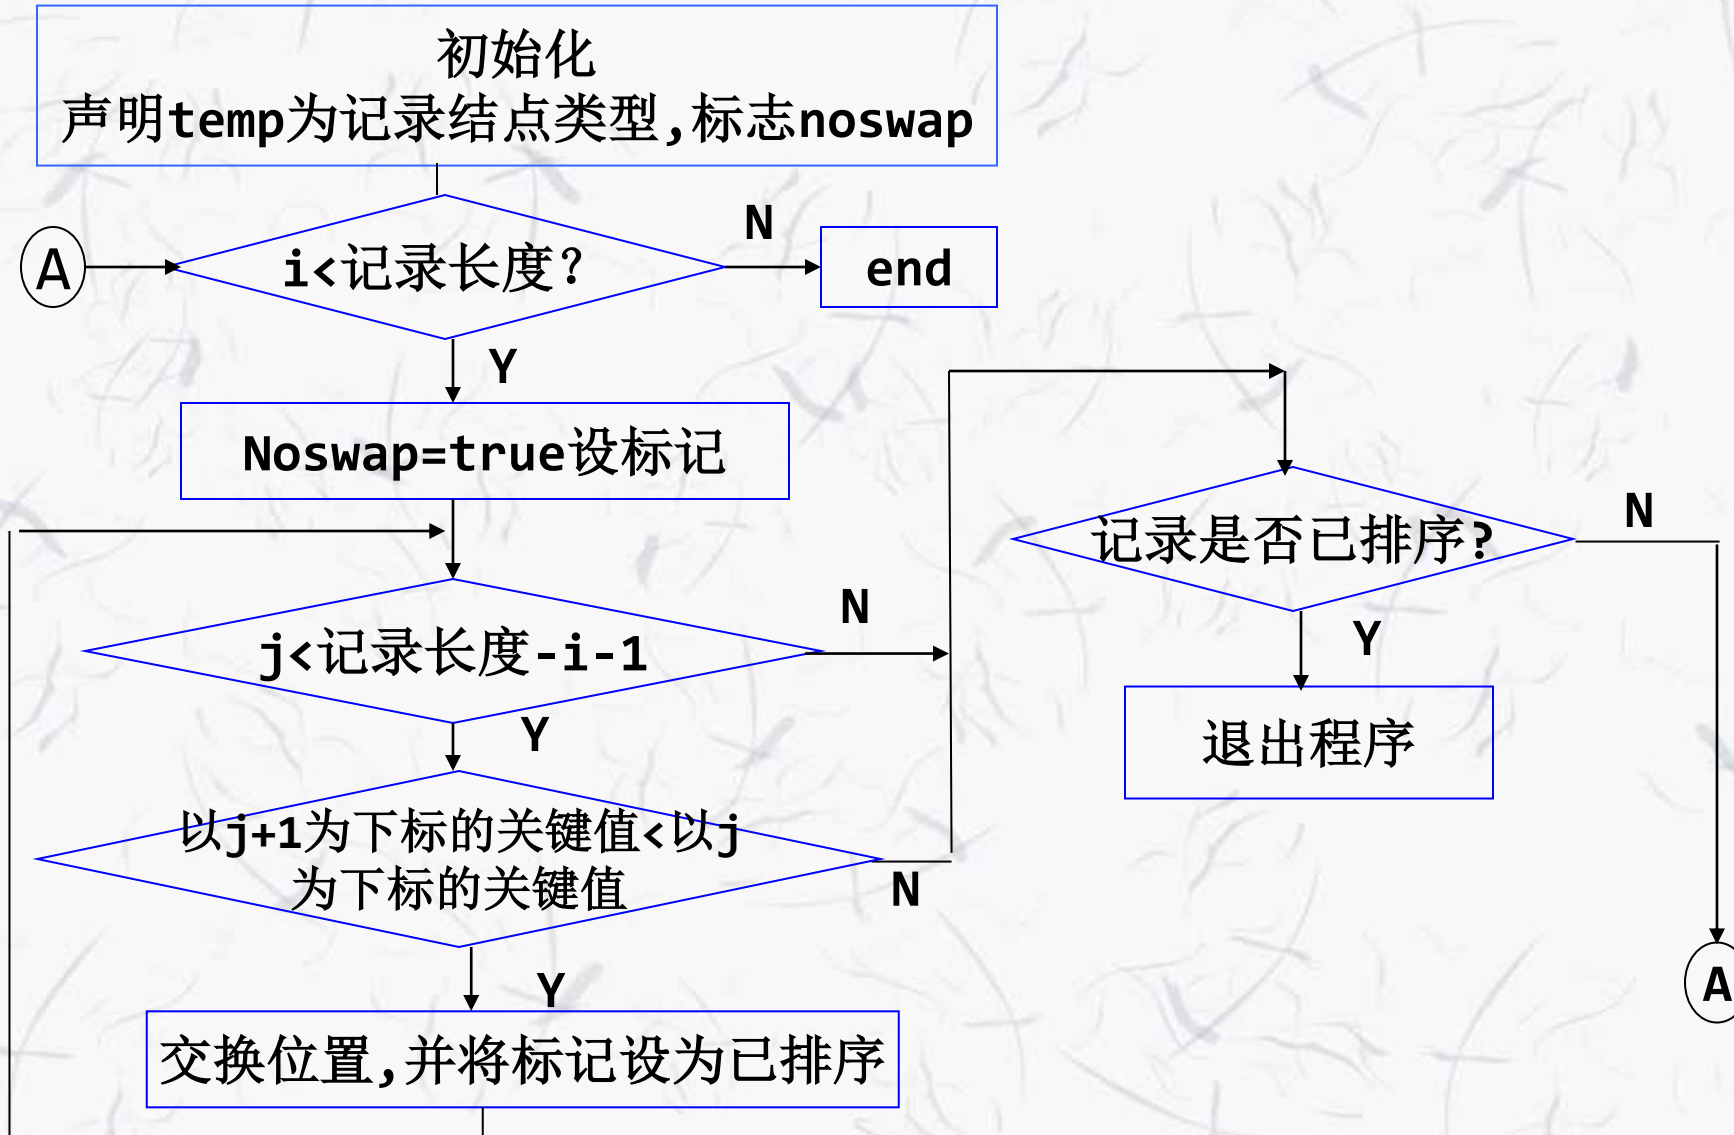 初始化
声明temp为记录结点类型,标志noswap
A
i<记录长度?
N
end
Y
Noswap=true设标记
j<记录长度-i-1
N
Y
以j+1为下标的关键值<以j
为下标的关键值
N
Y
交换位置,并将标记设为已排序
记录是否已排序?
N
Y
退出程序
A